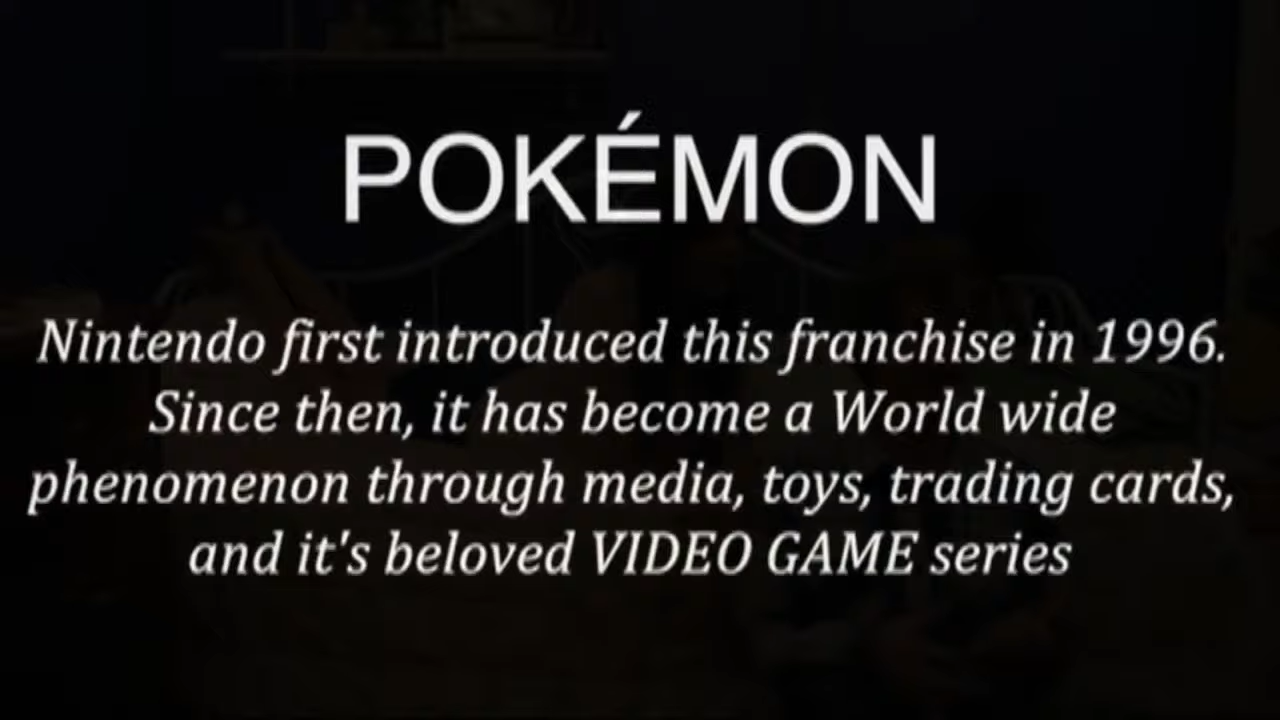 POKÉMON
Nintendo first introduced this franchise in 1996.
Since then, it has become a World wide
phenomenon through media, toys, trading cards,
and it's beloved VIDEO GAME series